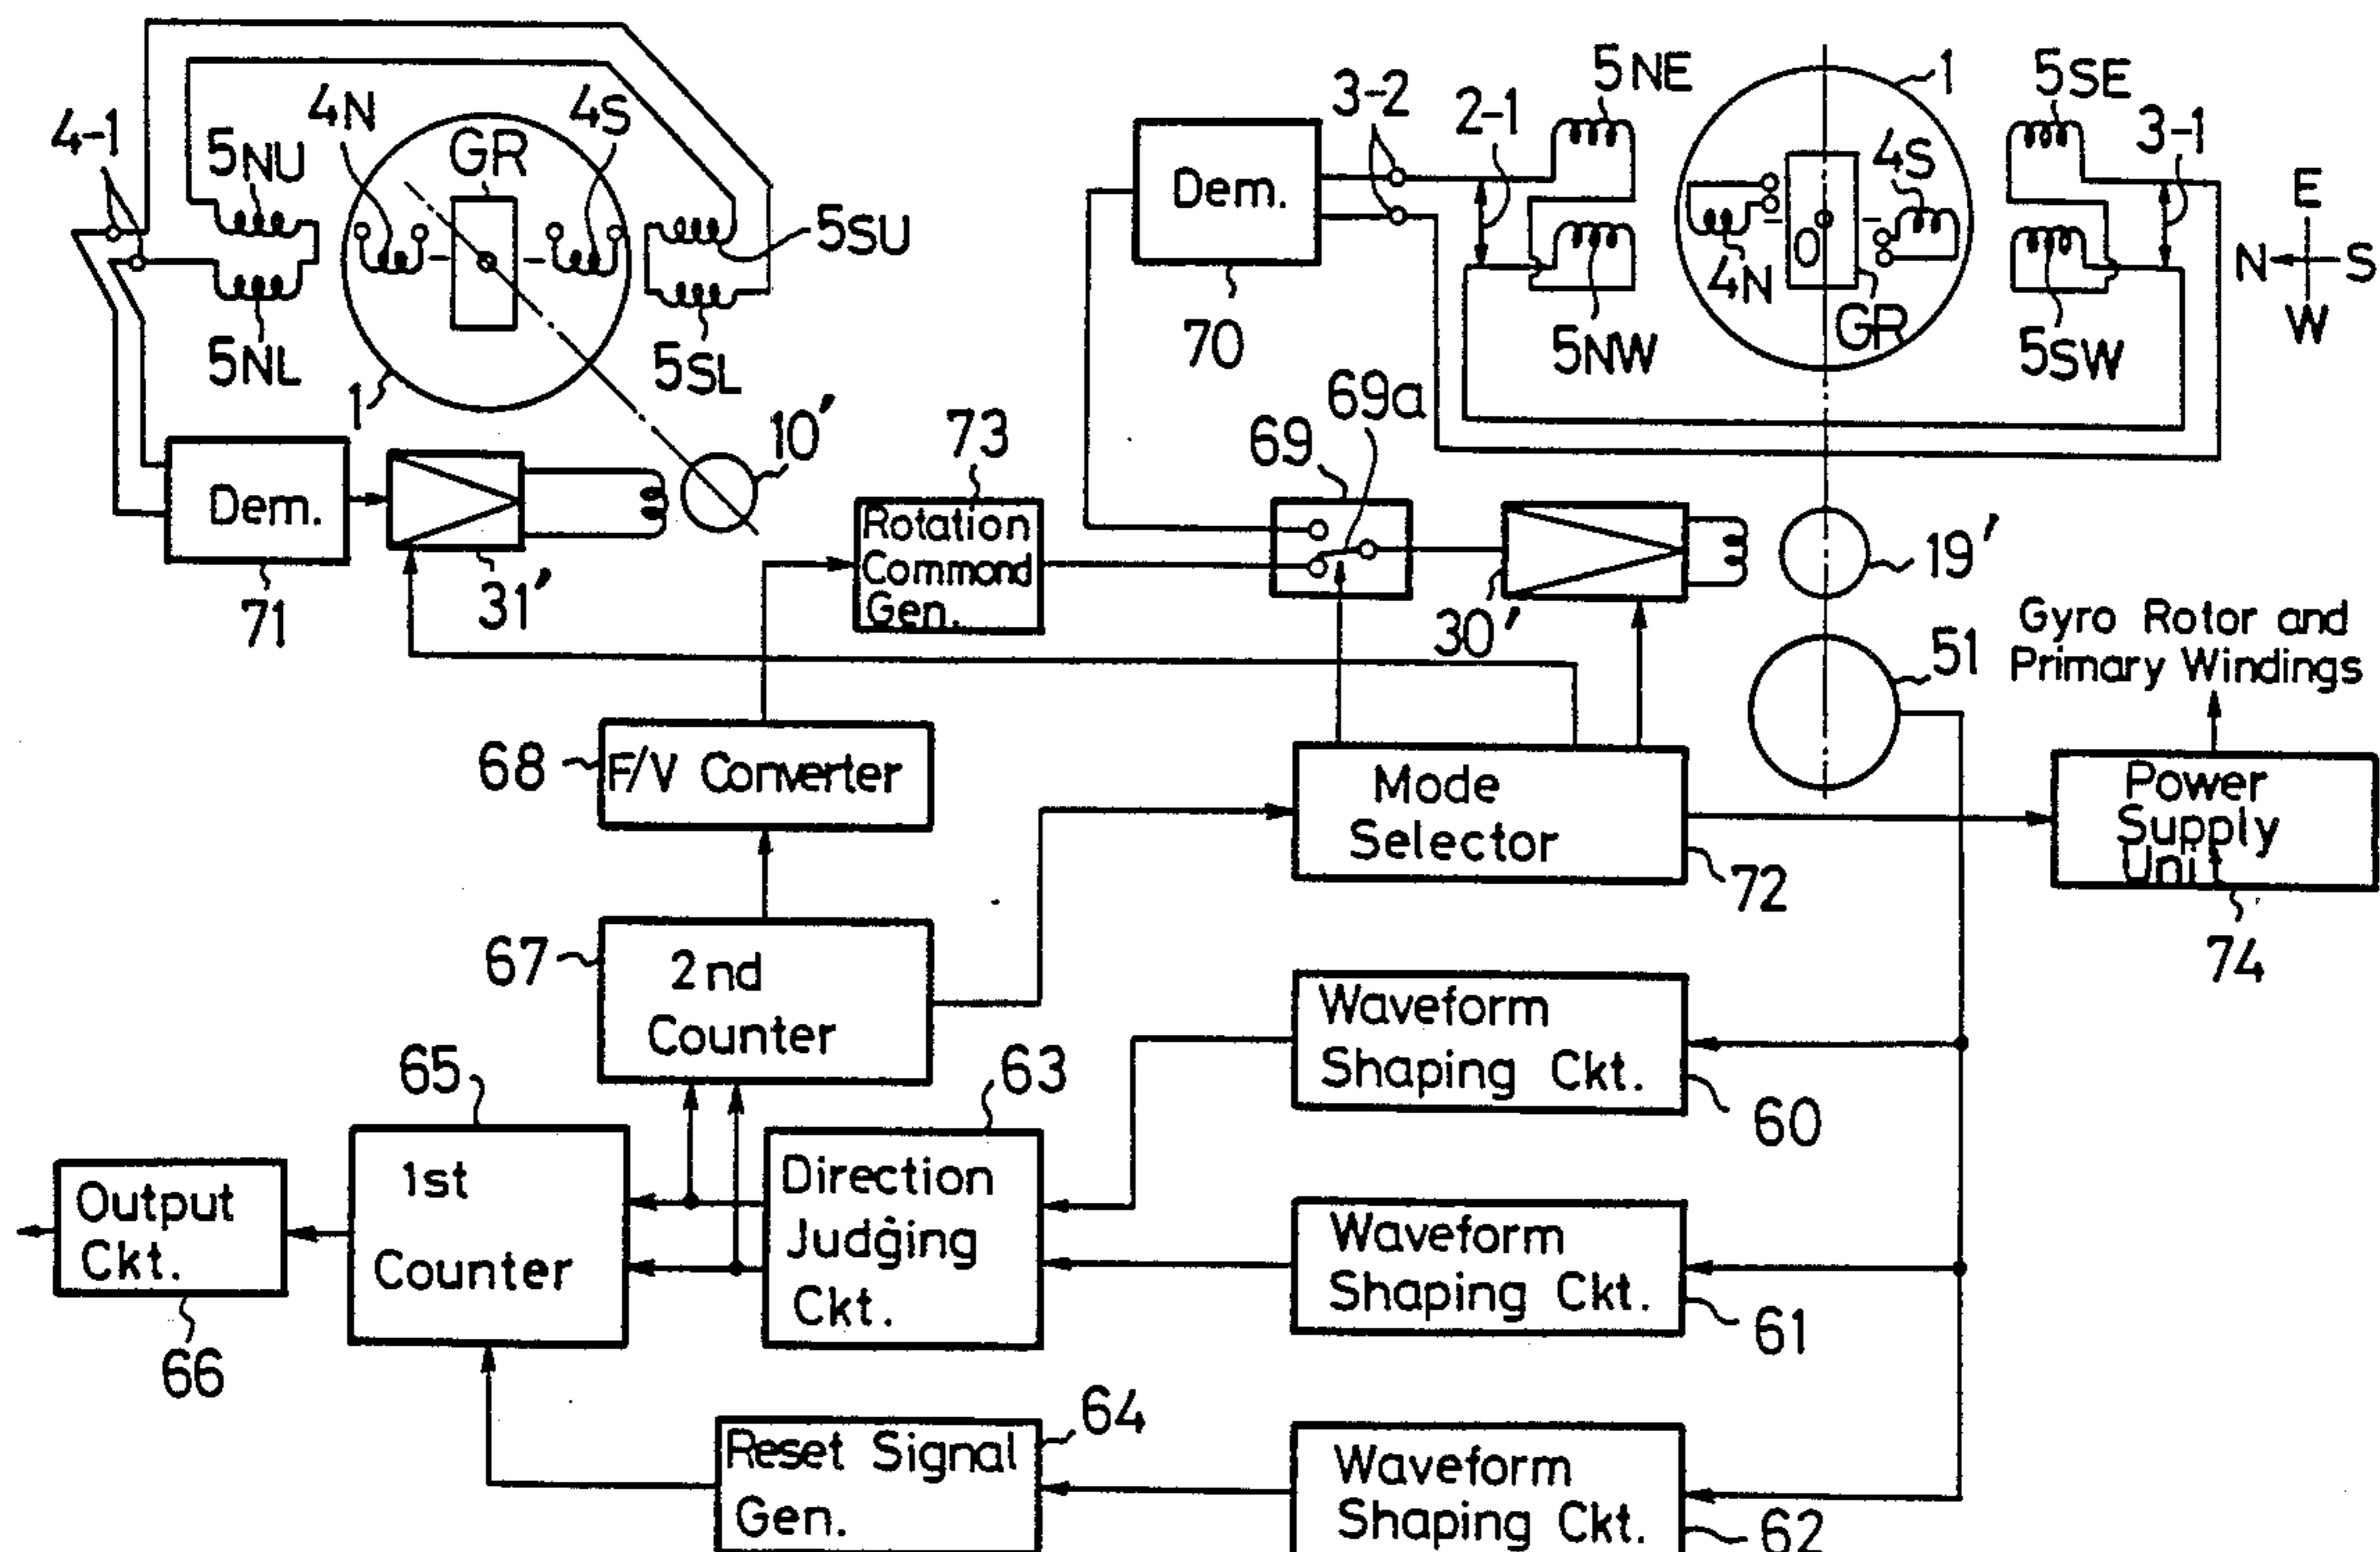 4-1
5NU
4N
GR
4S
5SU
5NL
5SL
1
10'
Dem.
71
31'
3-2
2-1
5NE
1
5SE
4S
3-1
Dem.
70
5NW
4N
O
GR
5SW
E
N
S
W
73
Rotation
Command
Gen.
69
69a
30'
19'
51
Gyro Rotor and
Primary Windings
68
F/V Converter
Mode
Selector
72
Power
Supply
Unit
74
67
2nd
Counter
Waveform
Shaping Ckt.
60
65
1st
Counter
63
Direction
Judging
Ckt.
Waveform
Shaping Ckt.
61
Output
Ckt.
66
64
Reset Signal
Gen.
Waveform
Shaping Ckt.
62